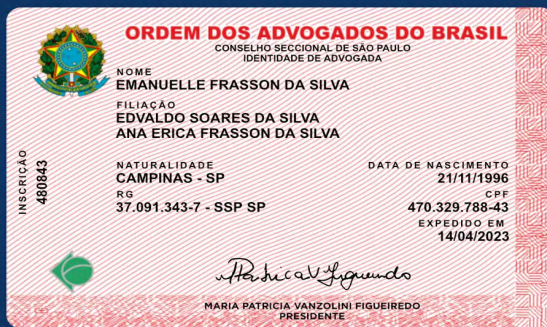 ORDEM DOS ADVOGADOS DO BRASIL
CONSELHO SECCIONAL DE SÃO PAULO
IDENTIDADE DE ADVOGADA
NOME
EMANUELLE FRASSON DA SILVA
FILIAÇÃO
EDVALDO SOARES DA SILVA
ANA ERICA FRASSON DA SILVA
INSCRIÇÃO
480843
NATURALIDADE
CAMPINAS - SP
DATA DE NASCIMENTO
21/11/1996
RG
37.091.343-7 - SSP SP
CPF
470.329.788-43
EXPEDIDO EM
14/04/2023
MARIA PATRICIA VANZOLINI FIGUEIREDO
PRESIDENTE